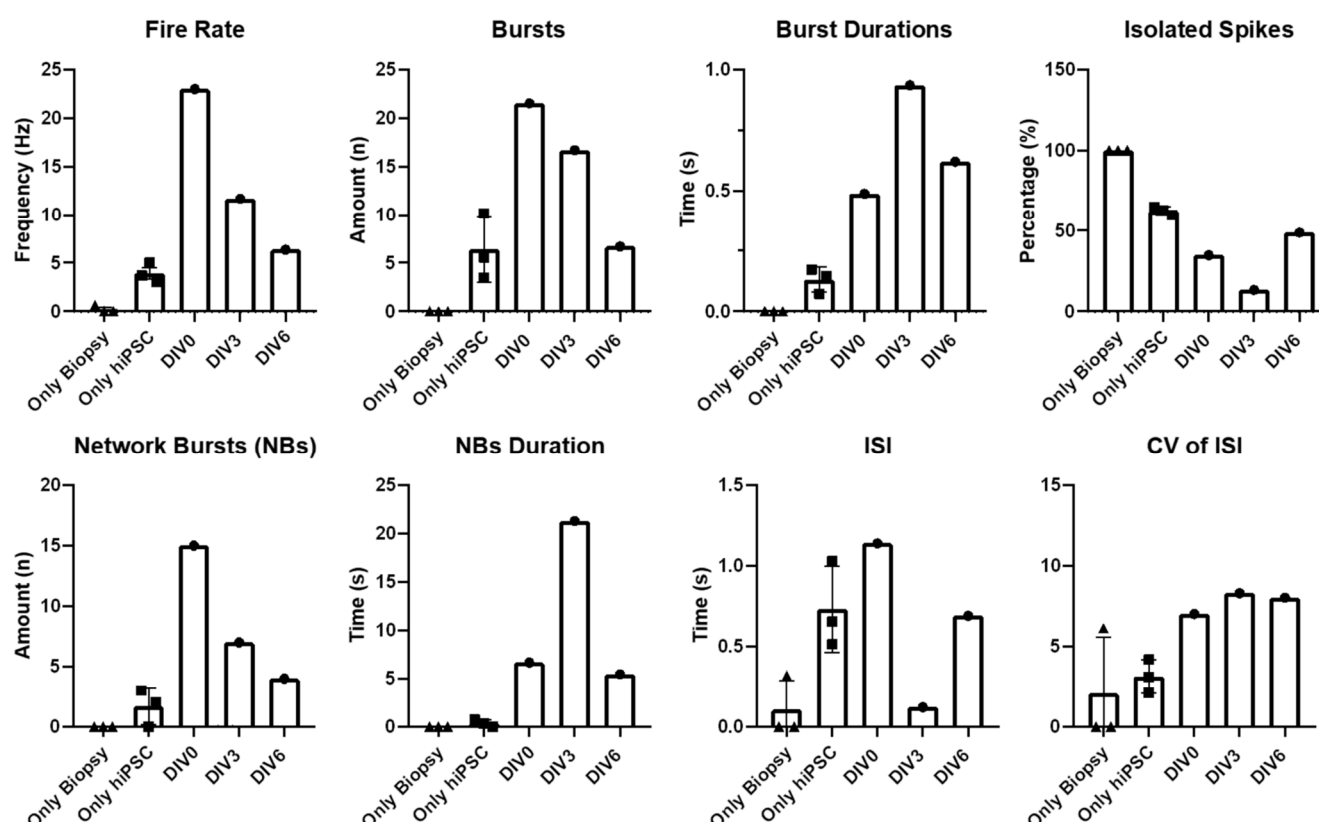 Fire Rate
Frequency (Hz)
25
20
15
10
5
0
Only Biopsy
Only hiPSC
DIV0
DIV3
DIV6
Bursts
Amount (n)
25
20
15
10
5
0
Only Biopsy
Only hiPSC
DIV0
DIV3
DIV6
Burst Durations
Time (s)
1.0
0.5
0.0
Only Biopsy
Only hiPSC
DIV0
DIV3
DIV6
Isolated Spikes
Percentage (%)
150
100
50
0
Only Biopsy
Only hiPSC
DIV0
DIV3
DIV6
Network Bursts (NBs)
Amount (n)
20
15
10
5
0
Only Biopsy
Only hiPSC
DIV0
DIV3
DIV6
NBs Duration
Time (s)
25
20
15
10
5
0
Only Biopsy
Only hiPSC
DIV0
DIV3
DIV6
ISI
Time (s)
1.5
1.0
0.5
0.0
Only Biopsy
Only hiPSC
DIV0
DIV3
DIV6
CV of ISI
15
10
5
0
Only Biopsy
Only hiPSC
DIV0
DIV3
DIV6